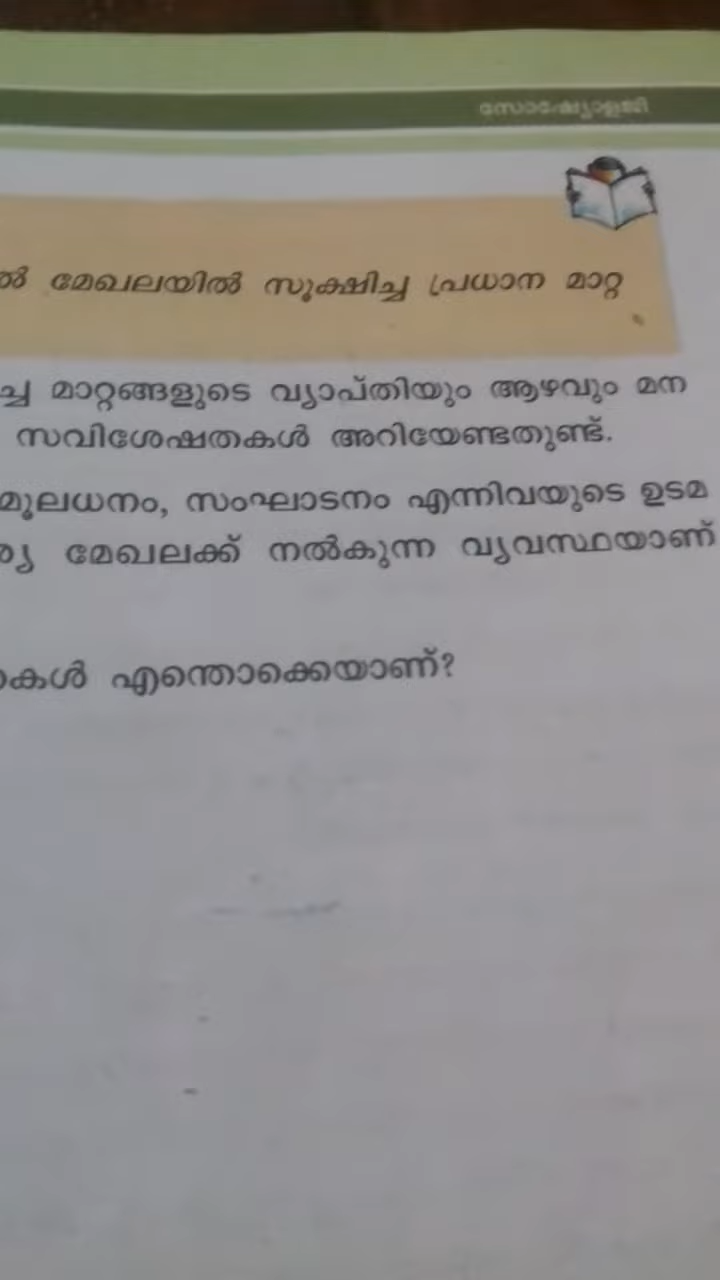 സോഷ്യോളജി
ൽ മേഖലയിൽ സൂക്ഷിച്ച പ്രധാന മാറ്റ
ച്ച മാറ്റങ്ങളുടെ വ്യാപ്തിയും ആഴവും മന
സവിശേഷതകൾ അറിയേണ്ടതുണ്ട്.
മൂലധനം, സംഘാടനം എന്നിവയുടെ ഉടമ
മേഖലക്ക് നൽകുന്ന വ്യവസ്ഥയാണ്
കൾ എന്തൊക്കെയാണ്?